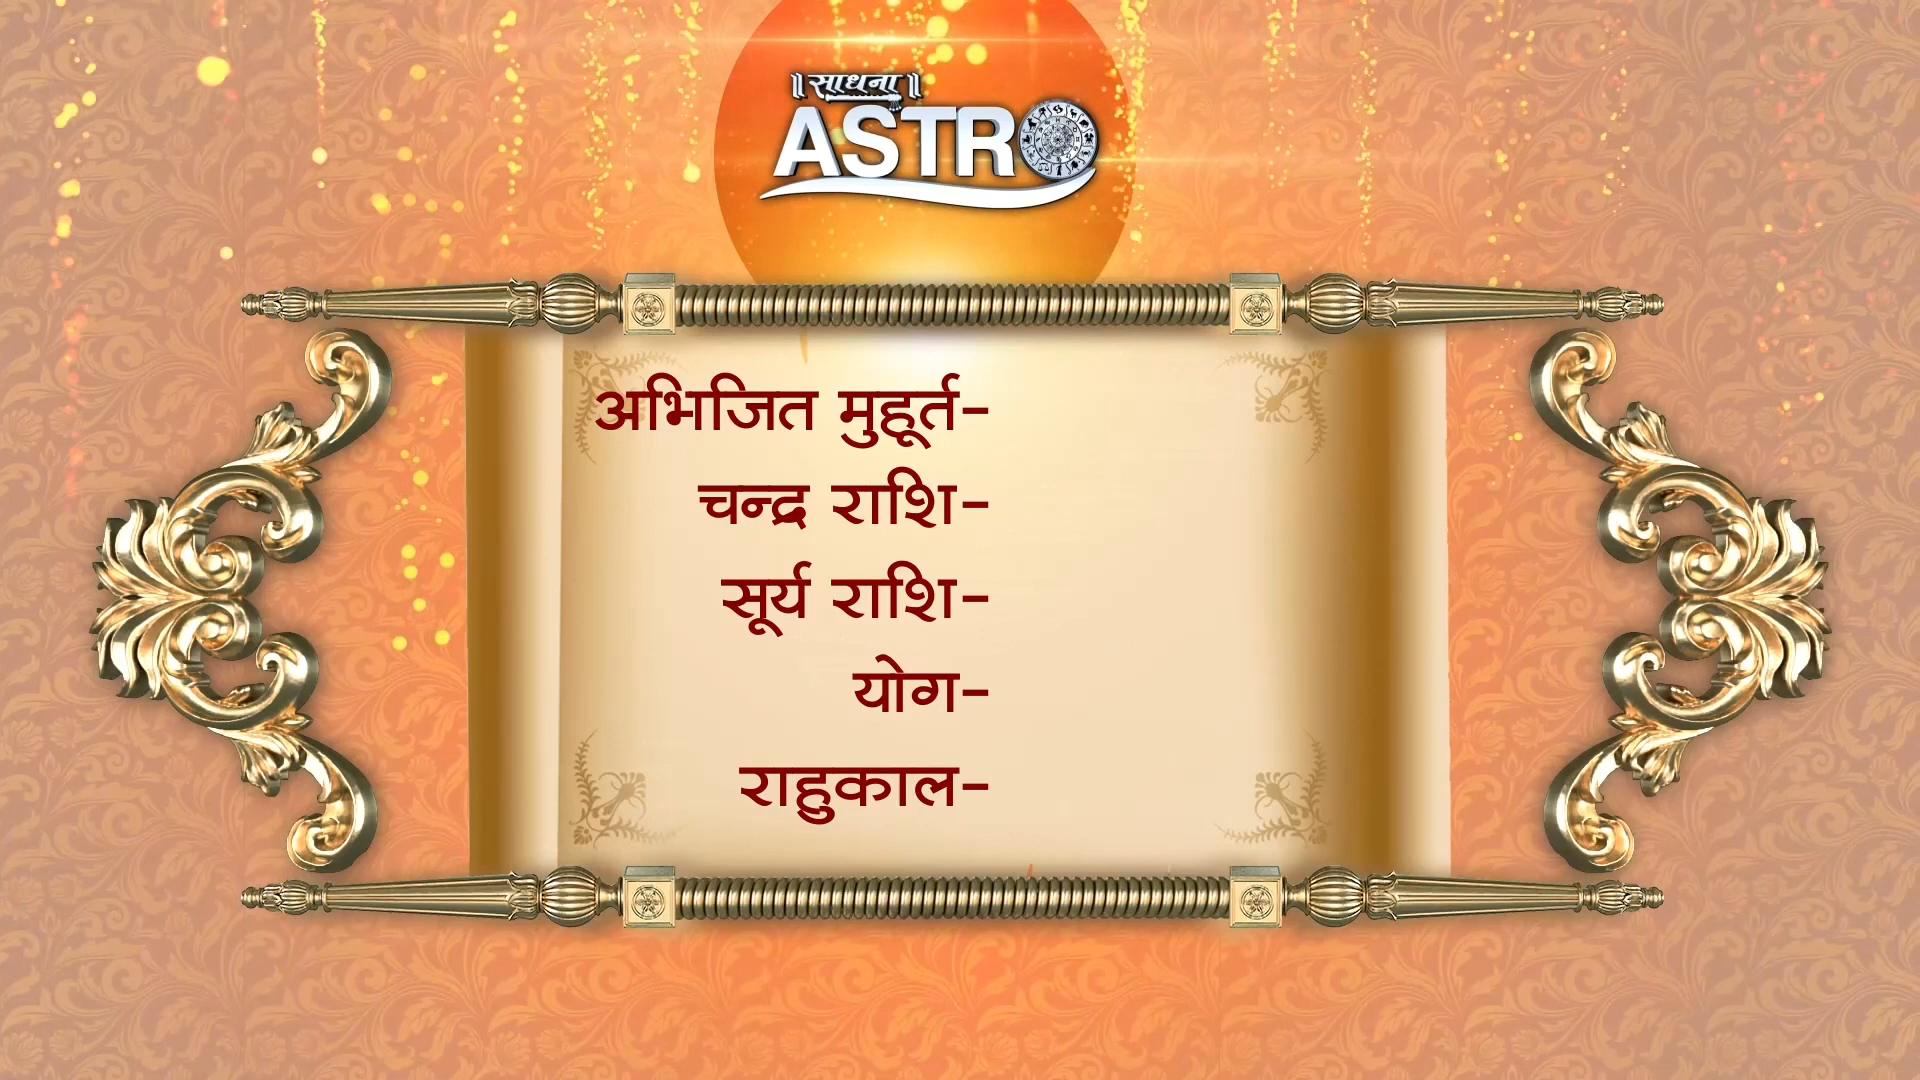 ॥साधना॥
ASTRO
अभिजित मुहूर्त-
चन्द्र राशि-
सूर्य राशि-
योग-
राहुकाल-